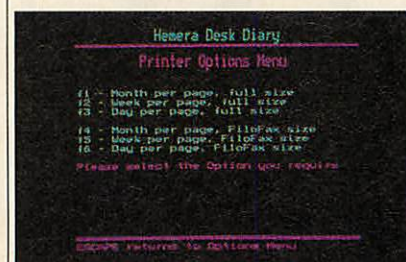 Hemera Desk Diary
Printer Options Menu
f1 - Month per page, full size
f2 - Week per page, full size
f3 - Day per page, full size
f4 - Month per page, FiloFax size
f5 - Week per page, FiloFax size
f6 - Day per page, FiloFax size
Please select the Option you require
ESCAPE returns to Options Menu